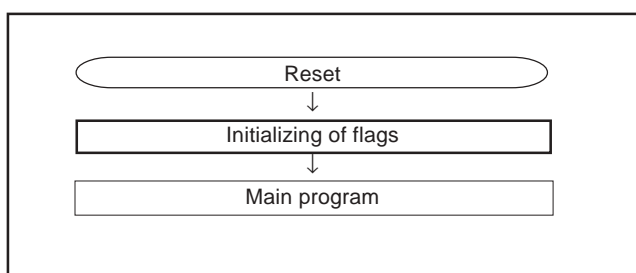 Reset
↓
Initializing of flags
↓
Main program